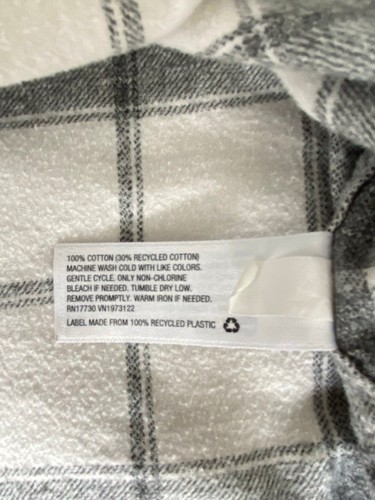 100% COTTON (30% RECYCLED COTTON)
MACHINE WASH COLD WITH LIKE COLORS.
GENTLE CYCLE. ONLY NON-CHLORINE
BLEACH IF NEEDED. TUMBLE DRY LOW.
REMOVE PROMPTLY. WARM IRON IF NEEDED.
RN17730 VN1973122
LABEL MADE FROM 100% RECYCLED PLASTIC